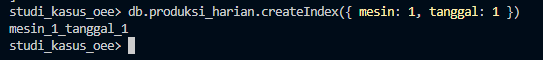 studi_kasus_oee> db.produksi_harian.createIndex({ mesin: 1, tanggal: 1 })
mesin_1_tanggal_1
studi_kasus_oee>